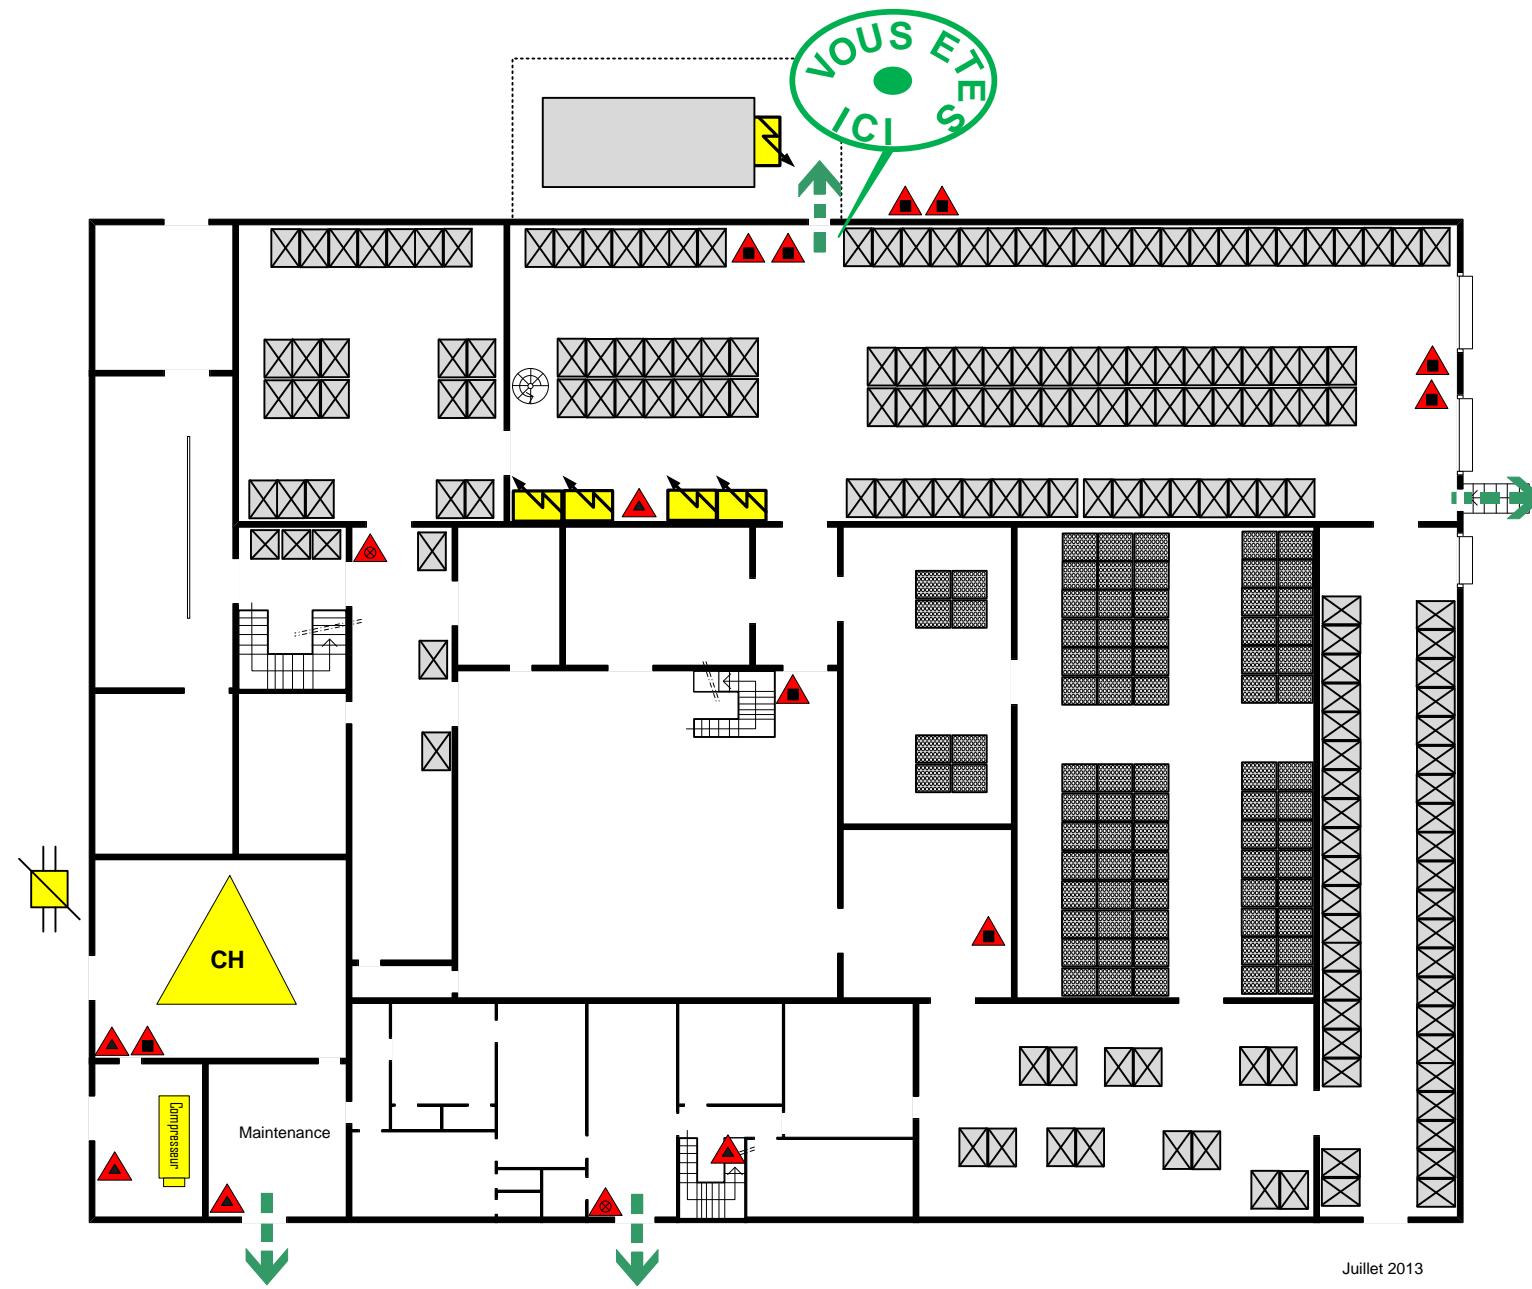 VOUS ETES
ICI
CH
Compresseur
Maintenance
Juillet 2013